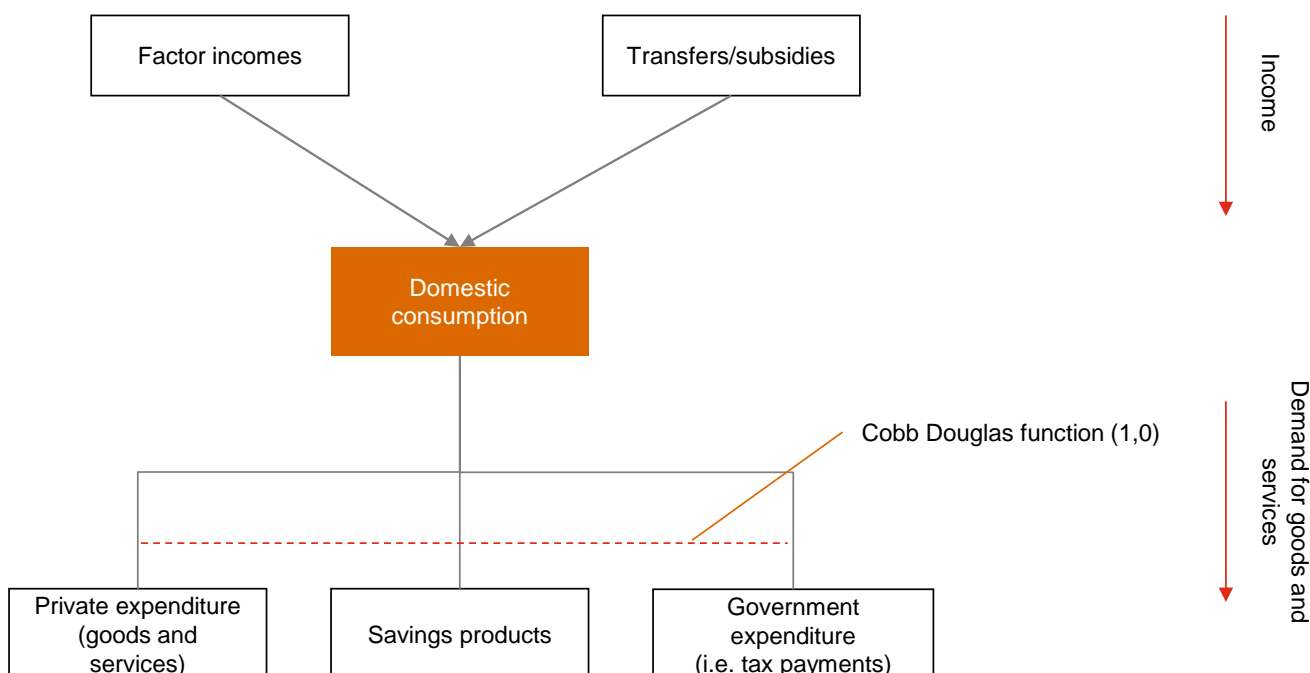 Factor incomes
Transfers/subsidies
Income
Domestic
consumption
Cobb Douglas function (1,0)
Demand for goods and
services
Private expenditure
(goods and
services)
Savings products
Government
expenditure
(i.e. tax payments)